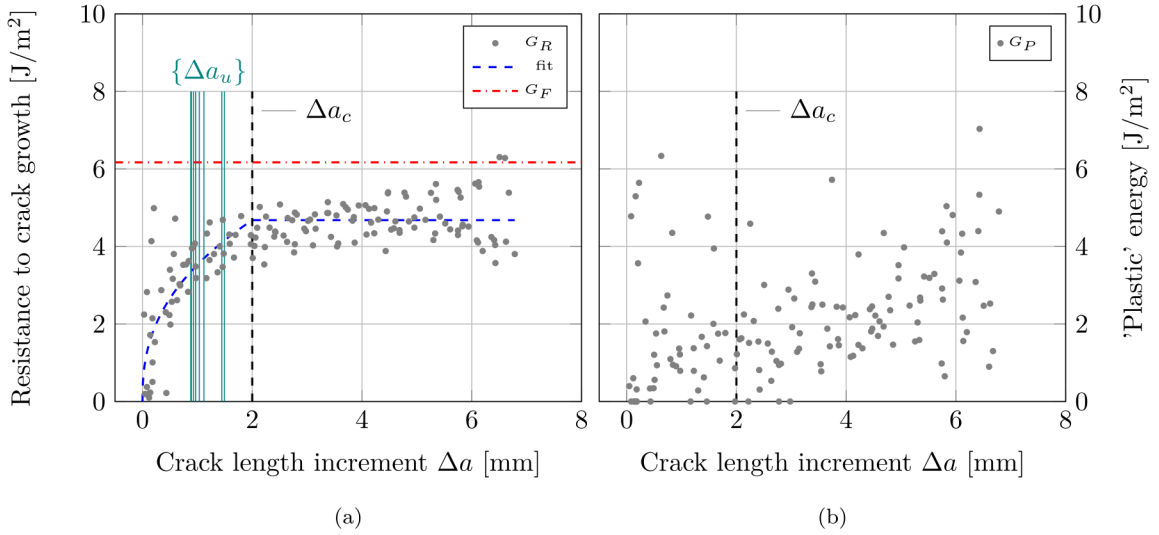 Resistance to crack growth [J/m²]
10
8
6
4
2
0
0 2 4 6 8
Crack length increment Δa [mm]
{Δa_u}
Δa_c
G_R
fit
G_F
(a)
G_P
Δa_c
0 2 4 6 8
Crack length increment Δa [mm]
10
8
6
4
2
0
'Plastic' energy [J/m²]
(b)